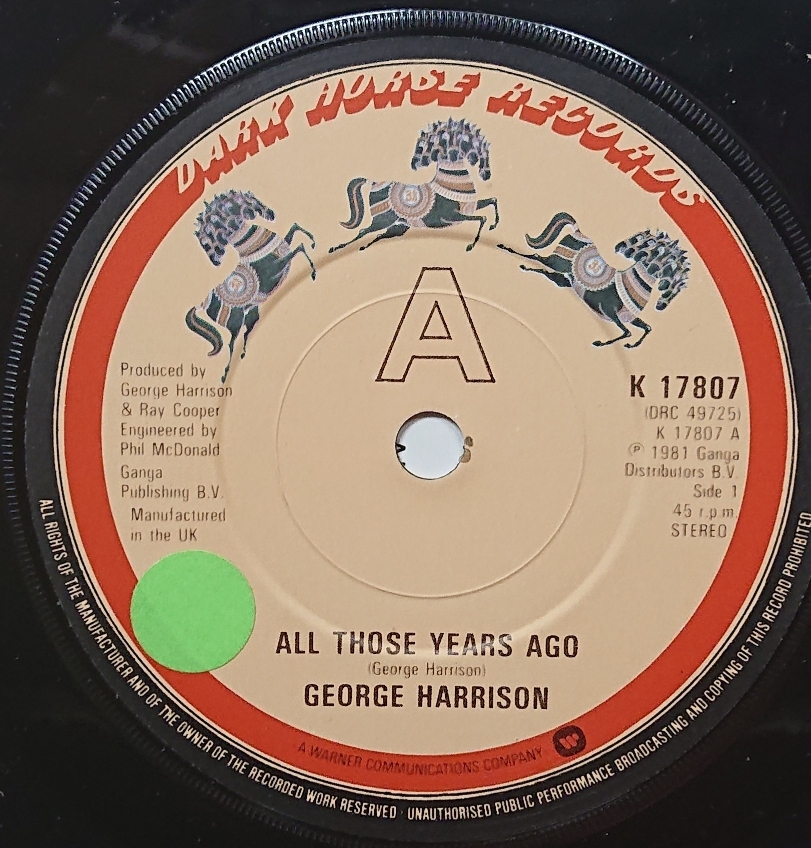 DARK HORSE RECORDS
A
Produced by
George Harrison
& Ray Cooper
Engineered by
Phil McDonald
Ganga
Publishing B.V.
Manufactured
in the UK
K 17807
(DRC 49725)
K 17807 A
℗ 1981 Ganga
Distributors B.V.
Side 1
45 r.p.m.
STEREO
ALL THOSE YEARS AGO
(George Harrison)
GEORGE HARRISON
A WARNER COMMUNICATIONS COMPANY
ALL RIGHTS OF THE MANUFACTURER AND OF THE OWNER OF THE RECORDED WORK RESERVED · UNAUTHORISED PUBLIC PERFORMANCE BROADCASTING AND COPYING OF THIS RECORD PROHIBITED